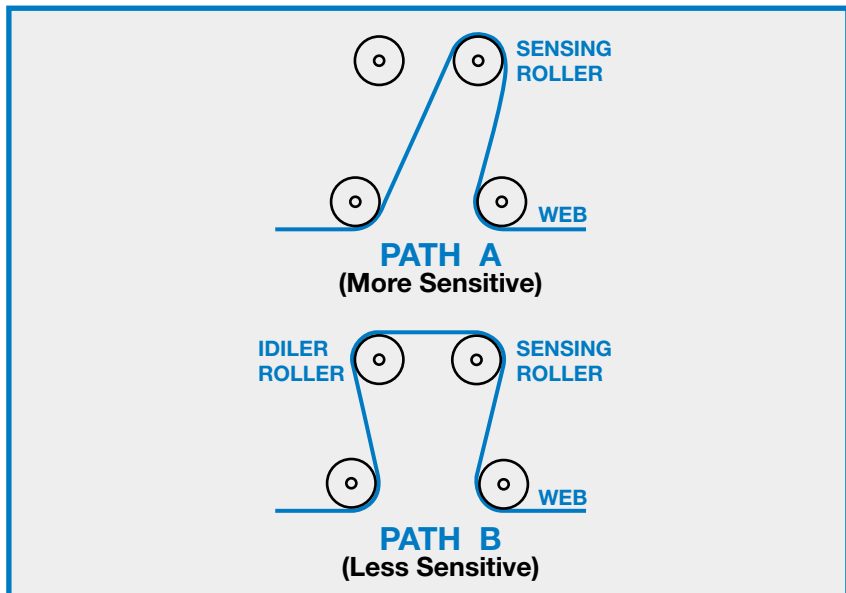 SENSING
ROLLER
WEB
PATH A
(More Sensitive)
IDILER
ROLLER
SENSING
ROLLER
WEB
PATH B
(Less Sensitive)